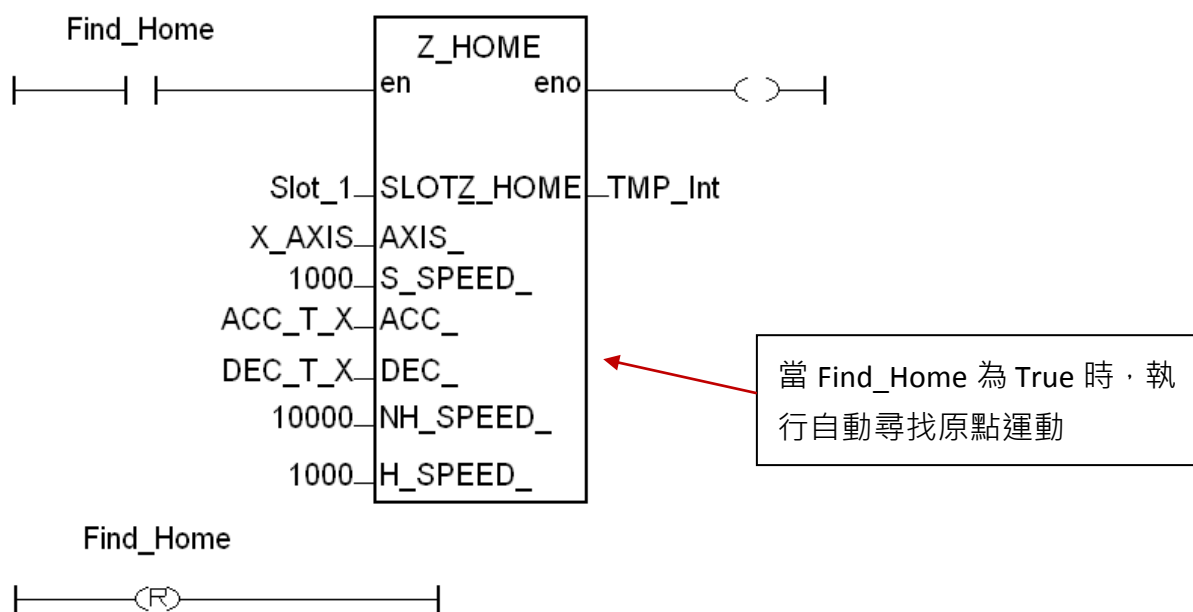 Find_Home
Z_HOME
en eno
Slot_1 SLOTZ_HOME TMP_Int
X_AXIS AXIS_
1000 S_SPEED_
ACC_T_X ACC_
DEC_T_X DEC_
10000 NH_SPEED_
1000 H_SPEED_
當 Find_Home 為 True 時，執
行自動尋找原點運動
Find_Home
R